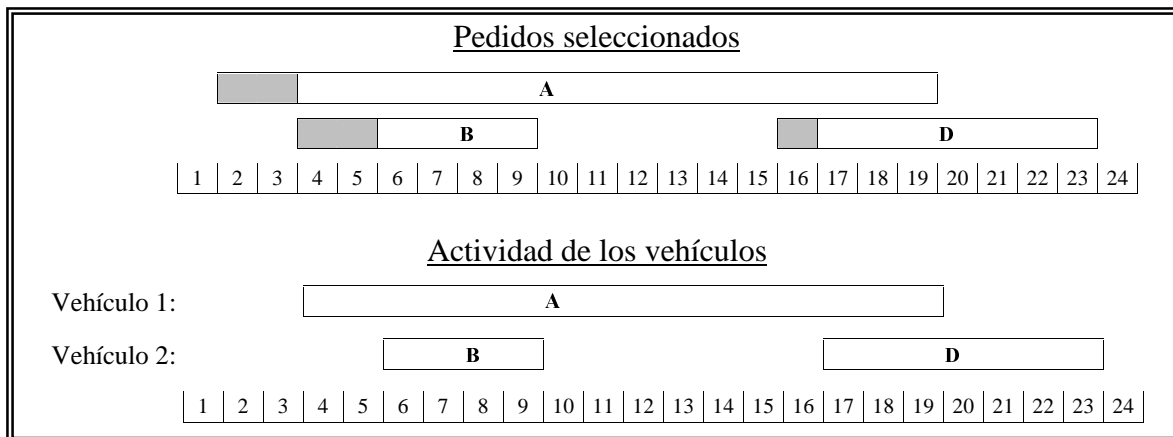 Pedidos seleccionados
A
B D
1 2 3 4 5 6 7 8 9 10 11 12 13 14 15 16 17 18 19 20 21 22 23 24
Actividad de los vehículos
Vehículo 1: A
Vehículo 2: B D
1 2 3 4 5 6 7 8 9 10 11 12 13 14 15 16 17 18 19 20 21 22 23 24